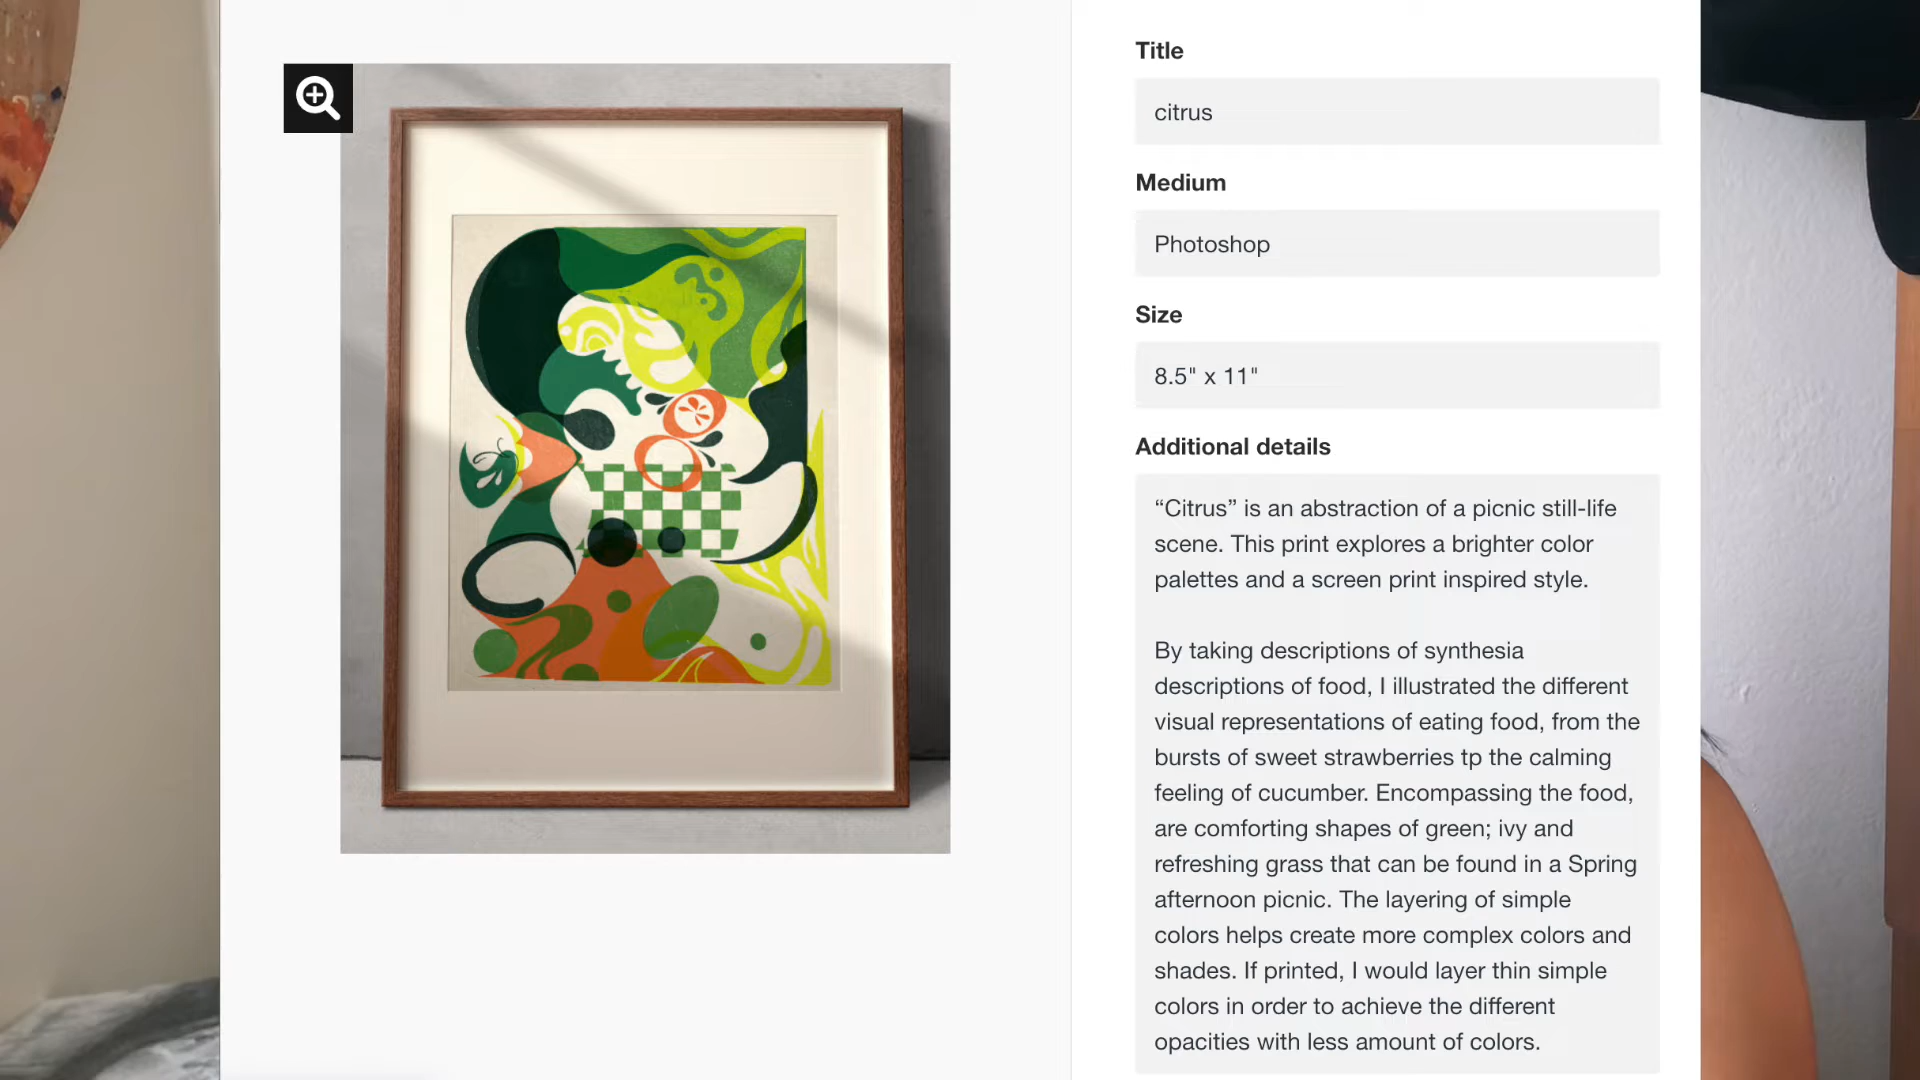 Title
citrus
Medium
Photoshop
Size
8.5" x 11"
Additional details
“Citrus” is an abstraction of a picnic still-life
scene. This print explores a brighter color
palettes and a screen print inspired style.
By taking descriptions of synthesia
descriptions of food, I illustrated the different
visual representations of eating food, from the
bursts of sweet strawberries tp the calming
feeling of cucumber. Encompassing the food,
are comforting shapes of green; ivy and
refreshing grass that can be found in a Spring
afternoon picnic. The layering of simple
colors helps create more complex colors and
shades. If printed, I would layer thin simple
colors in order to achieve the different
opacities with less amount of colors.